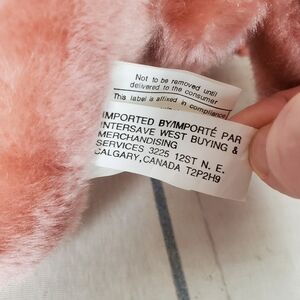 Not to be removed until
delivered to the consumer
This label is affixed in compliance
IMPORTED BY/IMPORTÉ PAR
INTERSAVE WEST BUYING &
MERCHANDISING
SERVICES 3225 12ST N. E.
CALGARY,CANADA T2P2H9